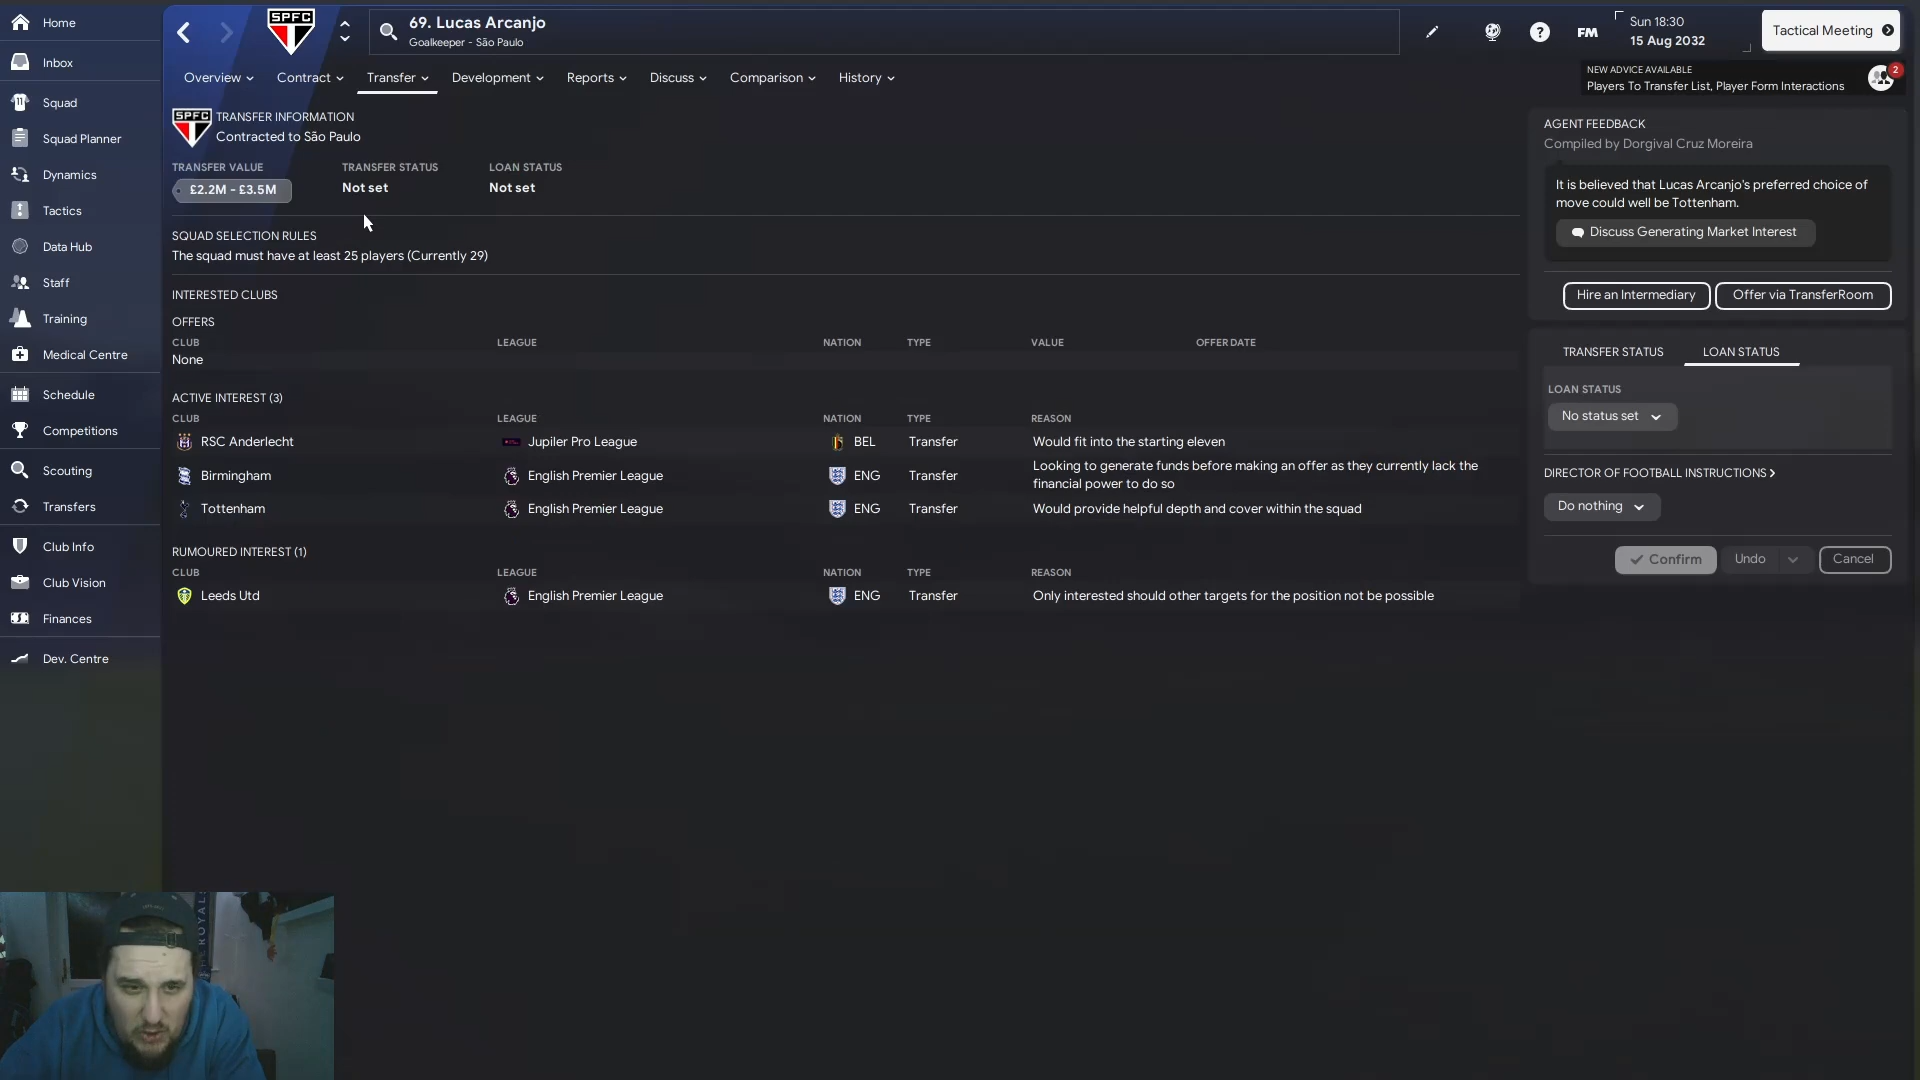 Home
Inbox
Squad
Squad Planner
Dynamics
Tactics
Data Hub
Staff
Training
Medical Centre
Schedule
Competitions
Scouting
Transfers
Club Info
Club Vision
Finances
Dev. Centre
SPFC
69. Lucas Arcanjo
Goalkeeper - São Paulo
FM
Sun 18:30
15 Aug 2032
Tactical Meeting
Overview
Contract
Transfer
Development
Reports
Discuss
Comparison
History
NEW ADVICE AVAILABLE
Players To Transfer List, Player Form Interactions
2
SPFC
TRANSFER INFORMATION
Contracted to São Paulo
TRANSFER VALUE TRANSFER STATUS LOAN STATUS
£2.2M - £3.5M Not set Not set
SQUAD SELECTION RULES
The squad must have at least 25 players (Currently 29)
INTERESTED CLUBS
OFFERS
CLUB LEAGUE NATION TYPE VALUE OFFER DATE
None
ACTIVE INTEREST (3)
CLUB LEAGUE NATION TYPE REASON
RSC Anderlecht Jupiler Pro League BEL Transfer Would fit into the starting eleven
Birmingham English Premier League ENG Transfer Looking to generate funds before making an offer as they currently lack the
financial power to do so
Tottenham English Premier League ENG Transfer Would provide helpful depth and cover within the squad
RUMOURED INTEREST (1)
CLUB LEAGUE NATION TYPE REASON
Leeds Utd English Premier League ENG Transfer Only interested should other targets for the position not be possible
AGENT FEEDBACK
Compiled by Dorgival Cruz Moreira
It is believed that Lucas Arcanjo's preferred choice of
move could well be Tottenham.
Discuss Generating Market Interest
Hire an Intermediary Offer via TransferRoom
TRANSFER STATUS LOAN STATUS
LOAN STATUS
No status set
DIRECTOR OF FOOTBALL INSTRUCTIONS
Do nothing
Confirm Undo Cancel
ROYALS